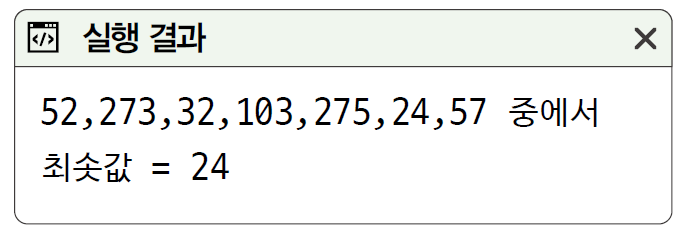 실행 결과
52,273,32,103,275,24,57 중에서
최솟값 = 24